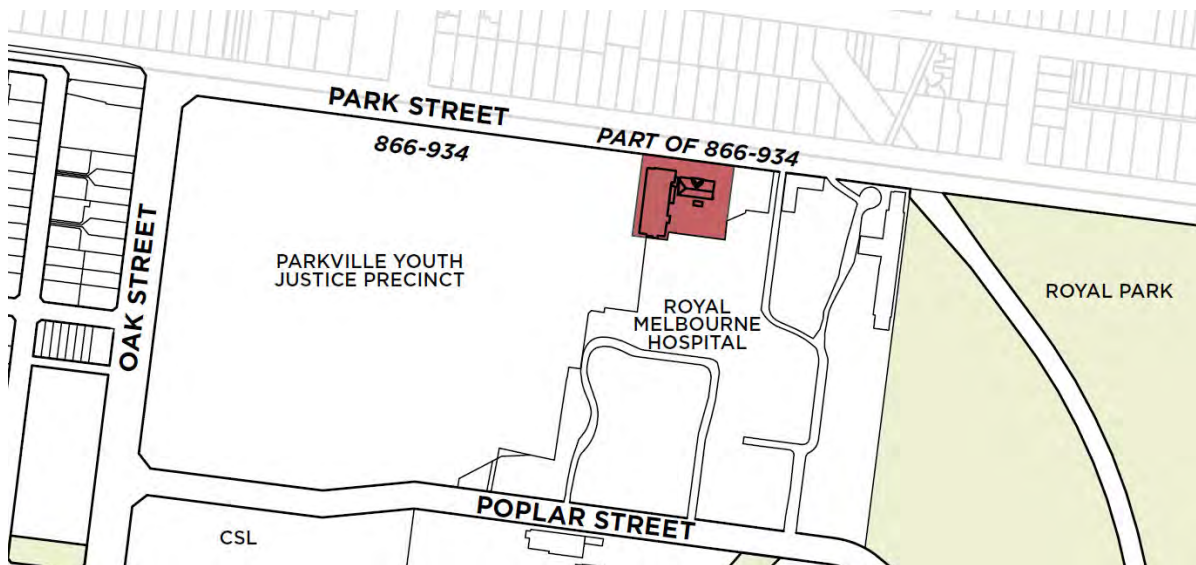 PARK STREET
866-934
PART OF 866-934
OAK STREET
PARKVILLE YOUTH
JUSTICE PRECINCT
ROYAL
MELBOURNE
HOSPITAL
ROYAL PARK
POPLAR STREET
CSL